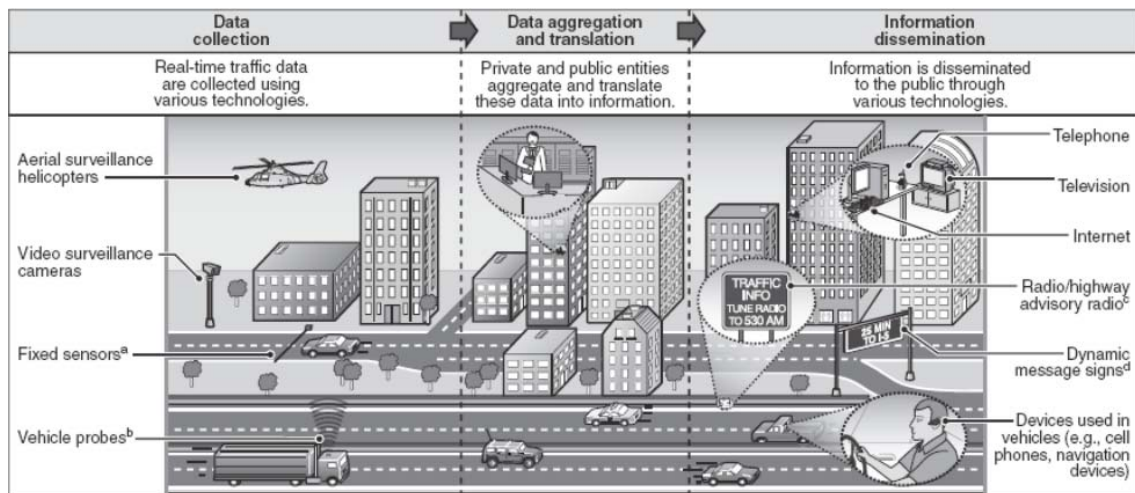 Data
collection
Data aggregation
and translation
Information
dissemination
Real-time traffic data
are collected using
various technologies.
Private and public entities
aggregate and translate
these data into information.
Information is disseminated
to the public through
various technologies.
Aerial surveillance
helicopters
Video surveillance
cameras
Fixed sensorsᵃ
Vehicle probesᵇ
TRAFFIC
INFO
TUNE RADIO
TO 530 AM
25 MIN
TO I-5
Telephone
Television
Internet
Radio/highway
advisory radioᶜ
Dynamic
message signsᵈ
Devices used in
vehicles (e.g., cell
phones, navigation
devices)